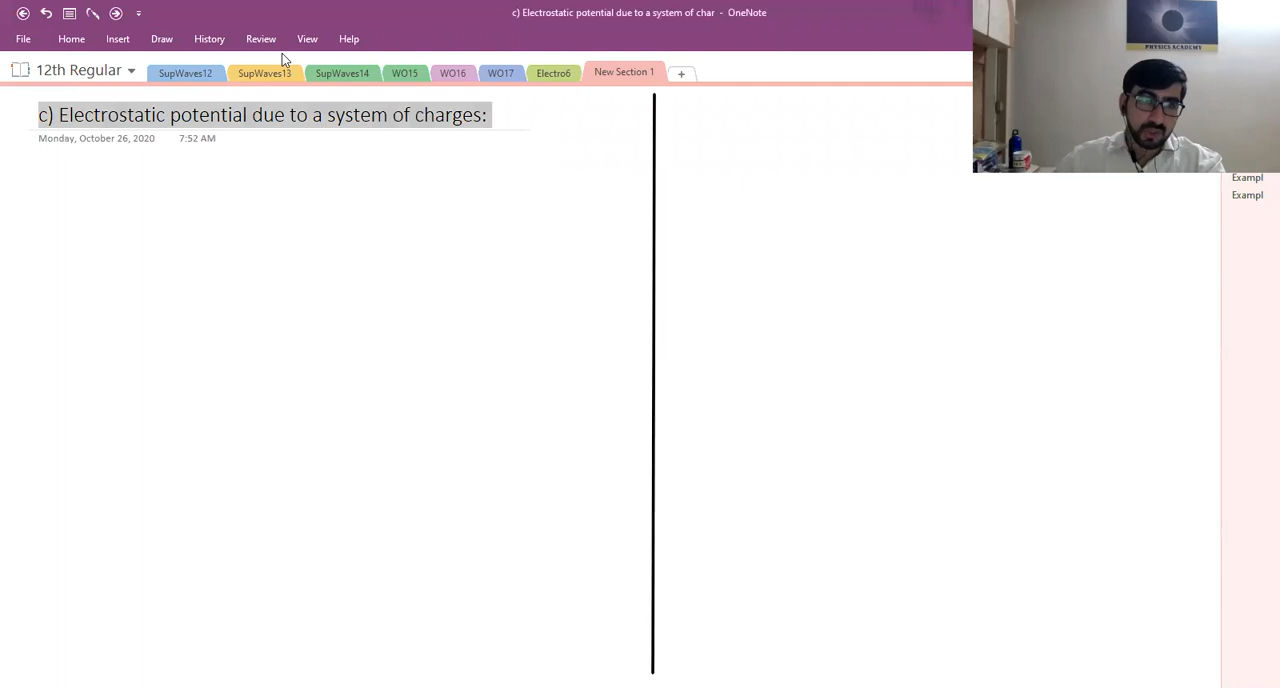 c) Electrostatic potential due to a system of char - OneNote
PHYSICS ACADEMY
File Home Insert Draw History Review View Help
12th Regular SupWaves12 SupWaves13 SupWaves14 WO15 WO16 WO17 Electro6 New Section 1 +
c) Electrostatic potential due to a system of charges:
Monday, October 26, 2020 7:52 AM
Exampl
Exampl